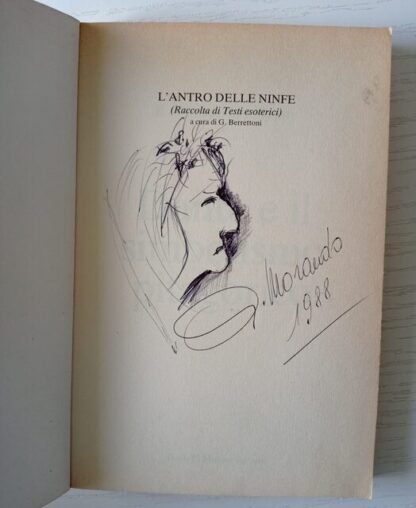 L'ANTRO DELLE NINFE
(Raccolta di Testi esoterici)
a cura di G. Berrettoni
Morando
1988